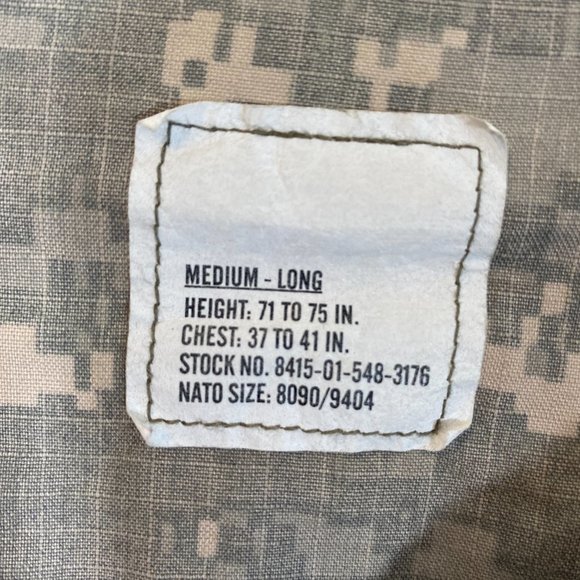 MEDIUM - LONG
HEIGHT: 71 TO 75 IN.
CHEST: 37 TO 41 IN.
STOCK NO. 8415-01-548-3176
NATO SIZE: 8090/9404